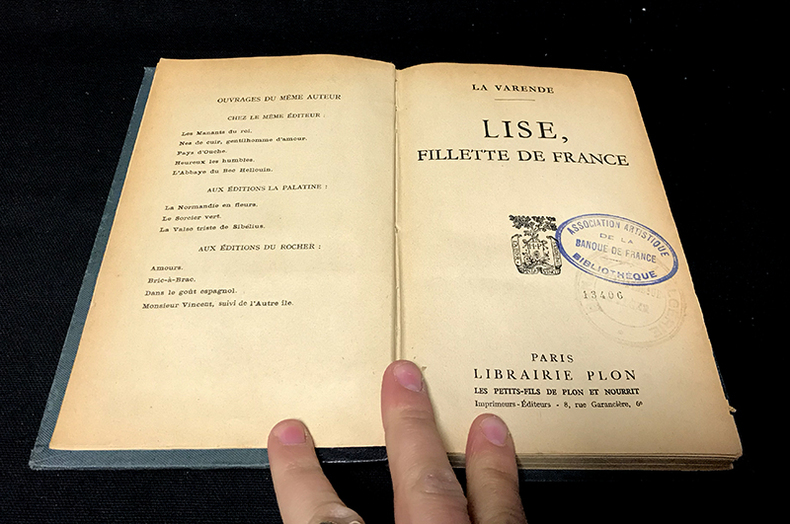 OUVRAGES DU MÊME AUTEUR
CHEZ LE MÊME ÉDITEUR :
Les Manants du roi.
Nez de cuir, gentilhomme d'amour.
Pays d'Ouche.
Heureux les humbles.
L'Abbaye du Bec Hellouin.
AUX ÉDITIONS LA PALATINE :
La Normandie en fleurs.
Le Sorcier vert.
La Valse triste de Sibélius.
AUX ÉDITIONS DU ROCHER :
Amours.
Bric-à-Brac.
Dans le goût espagnol.
Monsieur Vincent, suivi de l'Autre île.
LA VARENDE
LISE,
FILLETTE DE FRANCE
ASSOCIATION ARTISTIQUE
DE LA
BANQUE DE FRANCE
BIBLIOTHÈQUE
13406
PARIS
LIBRAIRIE PLON
LES PETITS-FILS DE PLON ET NOURRIT
Imprimeurs-Éditeurs - 8, rue Garancière, 6e